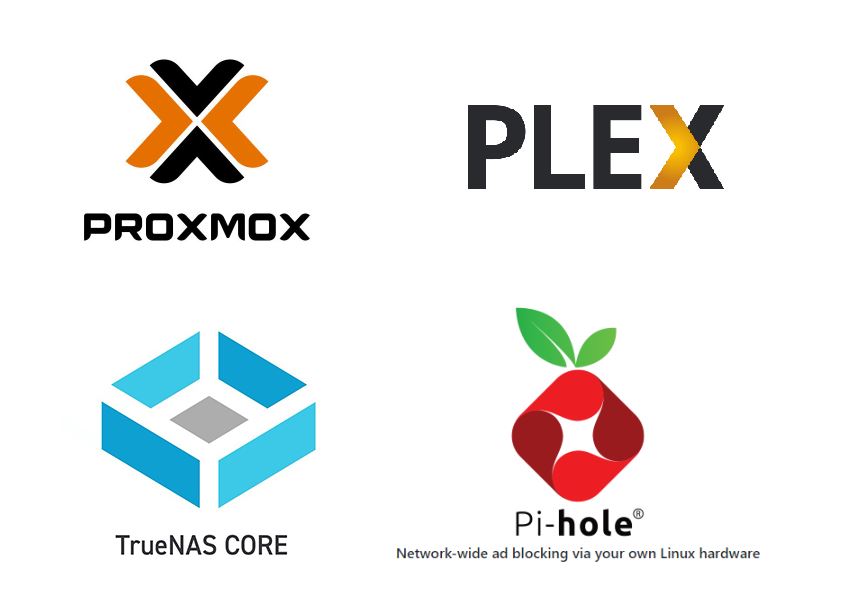 PROXMOX
PLEX
TrueNAS CORE
Pi-hole®
Network-wide ad blocking via your own Linux hardware